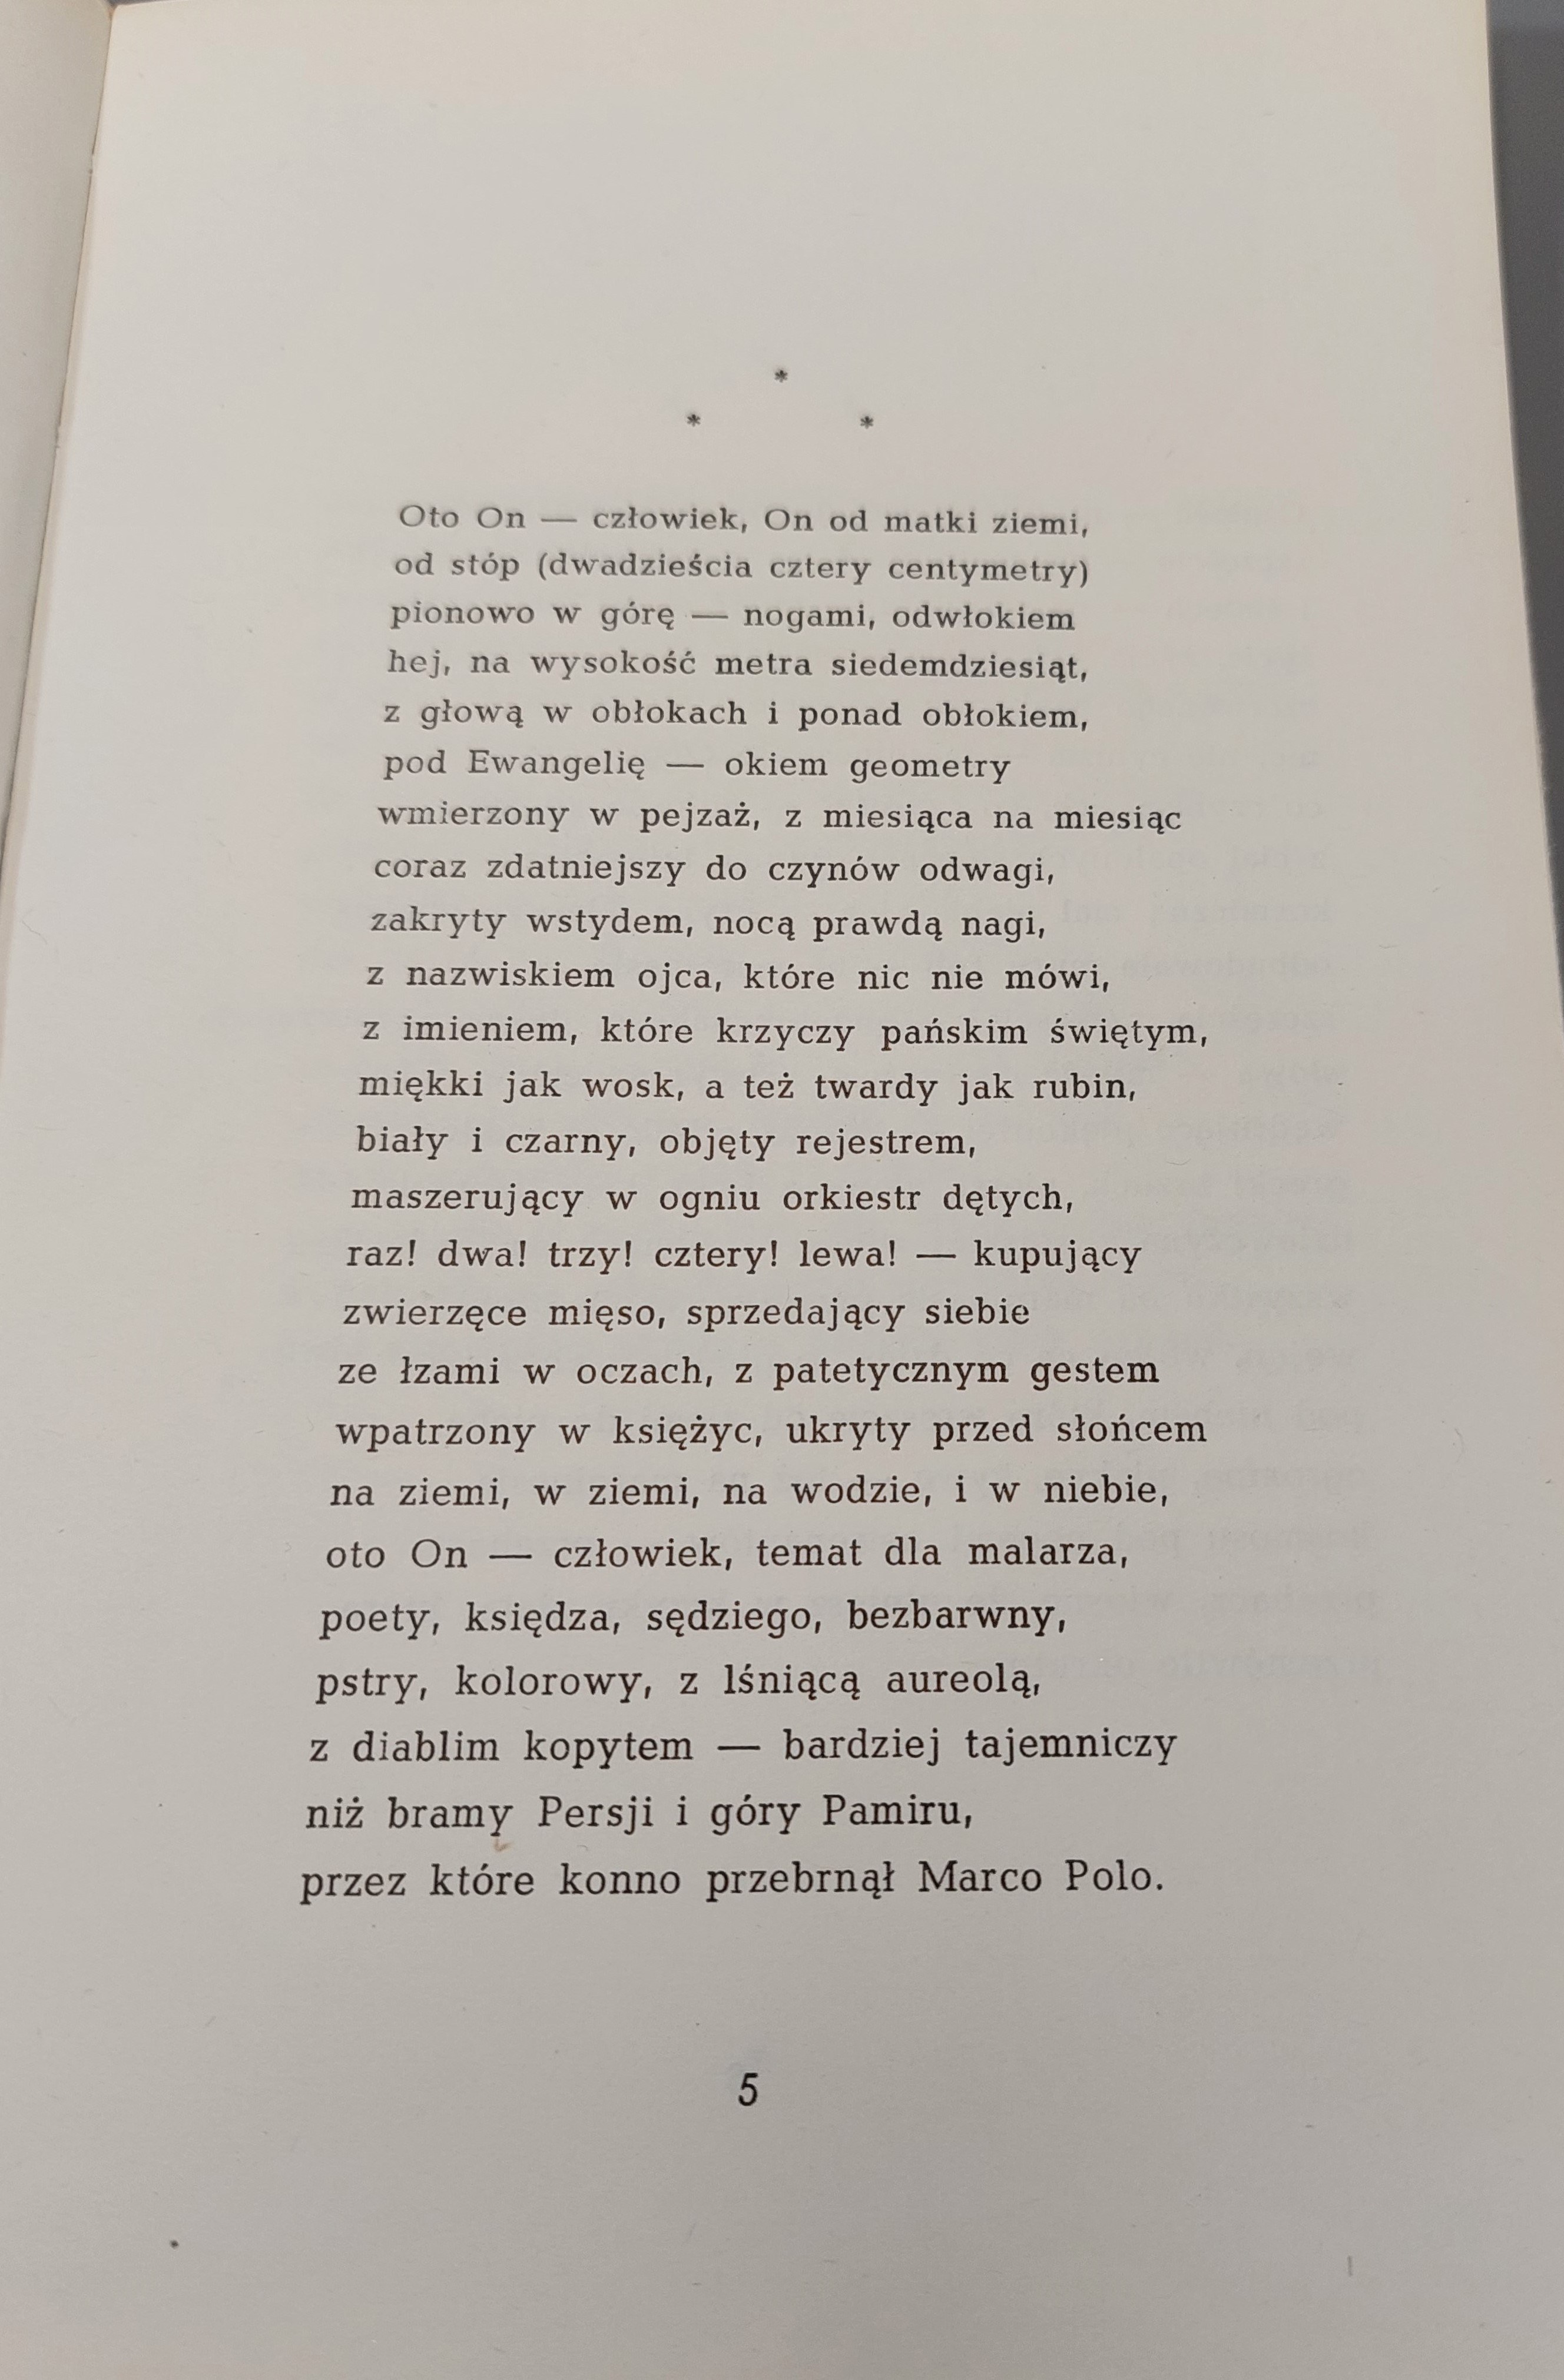 *
* *
Oto On — człowiek, On od matki ziemi,
od stóp (dwadzieścia cztery centymetry)
pionowo w górę — nogami, odwłokiem
hej, na wysokość metra siedemdziesiąt,
z głową w obłokach i ponad obłokiem,
pod Ewangelię — okiem geometry
wmierzony w pejzaż, z miesiąca na miesiąc
coraz zdatniejszy do czynów odwagi,
zakryty wstydem, nocą prawdą nagi,
z nazwiskiem ojca, które nic nie mówi,
z imieniem, które krzyczy pańskim świętym,
miękki jak wosk, a też twardy jak rubin,
biały i czarny, objęty rejestrem,
maszerujący w ogniu orkiestr dętych,
raz! dwa! trzy! cztery! lewa! — kupujący
zwierzęce mięso, sprzedający siebie
ze łzami w oczach, z patetycznym gestem
wpatrzony w księżyc, ukryty przed słońcem
na ziemi, w ziemi, na wodzie, i w niebie,
oto On — człowiek, temat dla malarza,
poety, księdza, sędziego, bezbarwny,
pstry, kolorowy, z lśniącą aureolą,
z diablim kopytem — bardziej tajemniczy
niż bramy Persji i góry Pamiru,
przez które konno przebrnął Marco Polo.
5